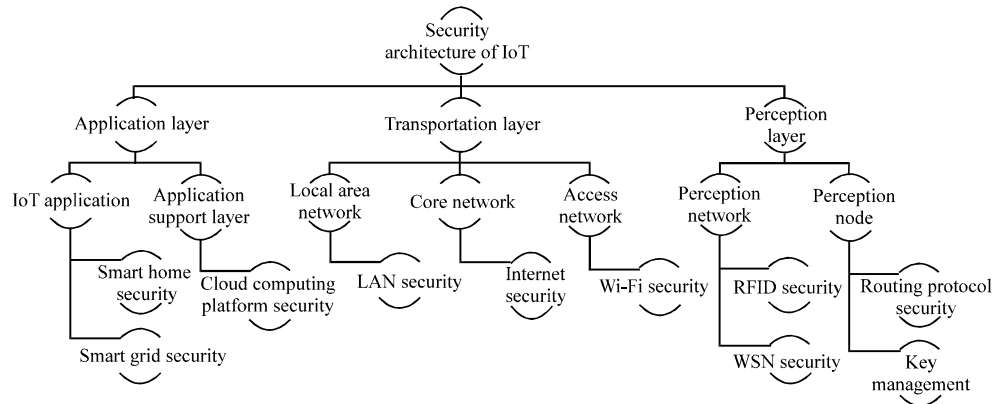 Security
architecture of IoT
Application layer
Transportation layer
Perception
layer
IoT application
Application
support layer
Local area
network
Core network
Access
network
Perception
network
Perception
node
Smart home
security
Cloud computing
platform security
LAN security
Internet
security
Wi-Fi security
RFID security
Routing protocol
security
Smart grid security
WSN security
Key
management